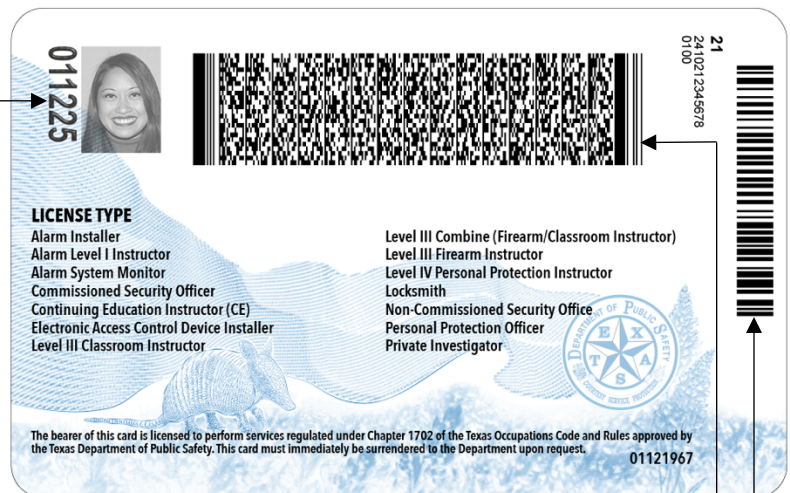 011225
21
2410212345678
0100
LICENSE TYPE
Alarm Installer
Alarm Level I Instructor
Alarm System Monitor
Commissioned Security Officer
Continuing Education Instructor (CE)
Electronic Access Control Device Installer
Level III Classroom Instructor
Level III Combine (Firearm/Classroom Instructor)
Level III Firearm Instructor
Level IV Personal Protection Instructor
Locksmith
Non-Commissioned Security Office
Personal Protection Officer
Private Investigator
DEPARTMENT OF PUBLIC SAFETY
TEXAS
COURTESY SERVICE PROTECTION
The bearer of this card is licensed to perform services regulated under Chapter 1702 of the Texas Occupations Code and Rules approved by
the Texas Department of Public Safety. This card must immediately be surrendered to the Department upon request.
01121967